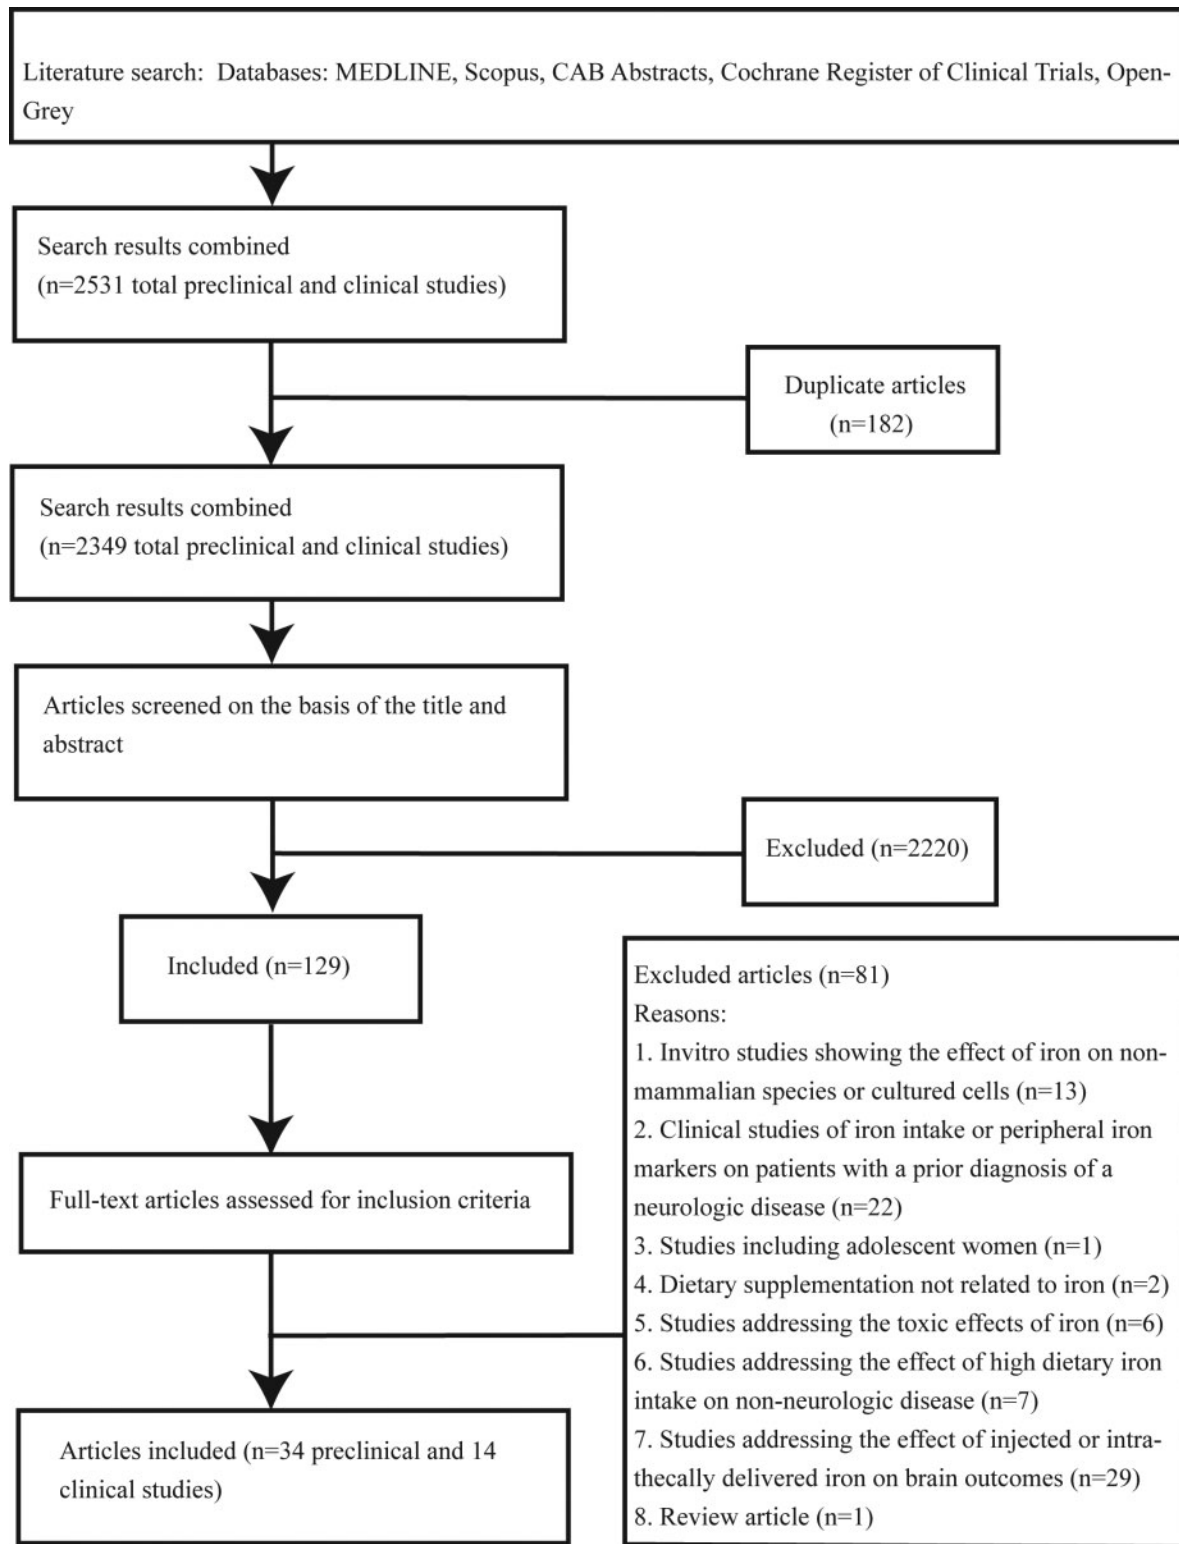 Literature search:  Databases: MEDLINE, Scopus, CAB Abstracts, Cochrane Register of Clinical Trials, Open-
Grey
Search results combined
(n=2531 total preclinical and clinical studies)
Duplicate articles
(n=182)
Search results combined
(n=2349 total preclinical and clinical studies)
Articles screened on the basis of the title and
abstract
Excluded (n=2220)
Included (n=129)
Excluded articles (n=81)
Reasons:
1. Invitro studies showing the effect of iron on non-
mammalian species or cultured cells (n=13)
2. Clinical studies of iron intake or peripheral iron
markers on patients with a prior diagnosis of a
neurologic disease (n=22)
3. Studies including adolescent women (n=1)
4. Dietary supplementation not related to iron (n=2)
5. Studies addressing the toxic effects of iron (n=6)
6. Studies addressing the effect of high dietary iron
intake on non-neurologic disease (n=7)
7. Studies addressing the effect of injected or intra-
thecally delivered iron on brain outcomes (n=29)
8. Review article (n=1)
Full-text articles assessed for inclusion criteria
Articles included (n=34 preclinical and 14
clinical studies)